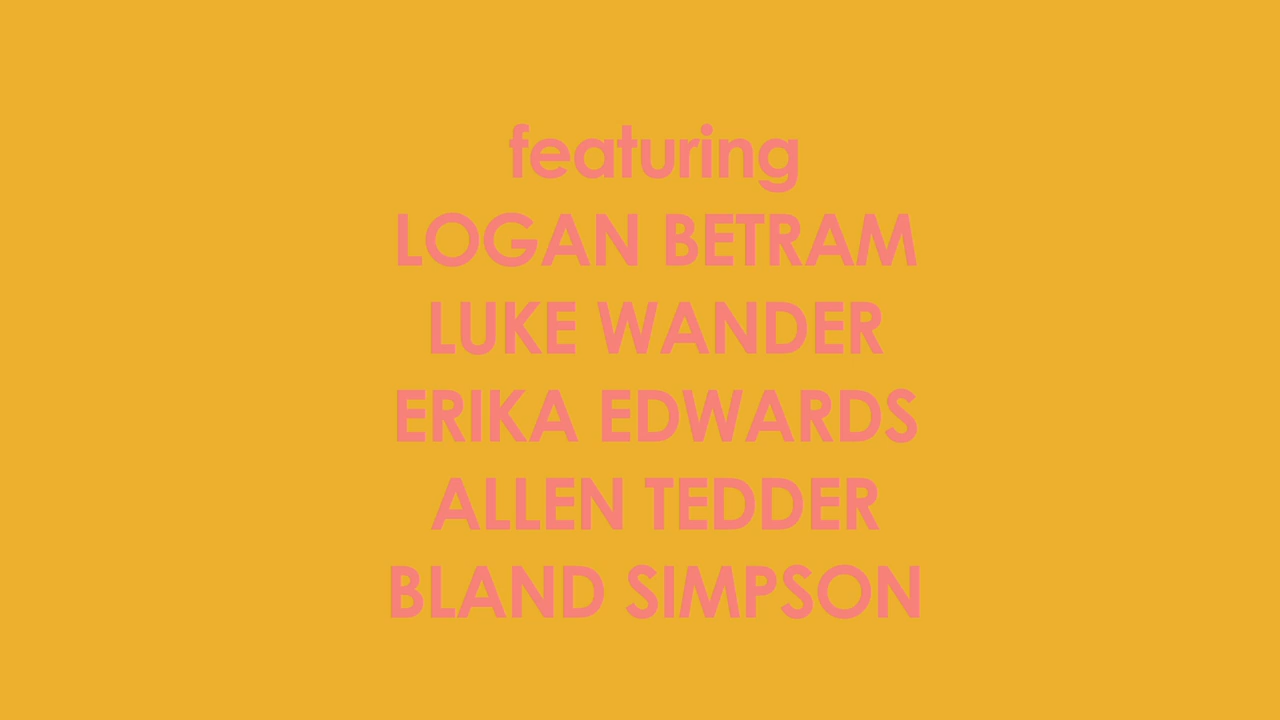 featuring
LOGAN BETRAM
LUKE WANDER
ERIKA EDWARDS
ALLEN TEDDER
BLAND SIMPSON